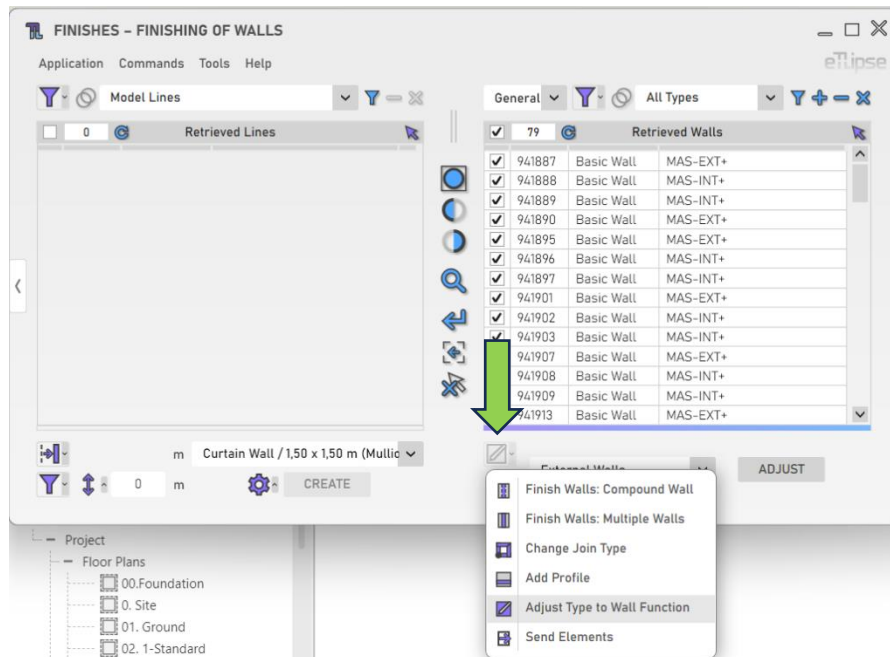 FINISHES – FINISHING OF WALLS
Application Commands Tools Help
eTLipse
Model Lines
General All Types
0 Retrieved Lines
79 Retrieved Walls
941887 Basic Wall MAS-EXT+
941888 Basic Wall MAS-INT+
941889 Basic Wall MAS-INT+
941890 Basic Wall MAS-EXT+
941895 Basic Wall MAS-EXT+
941896 Basic Wall MAS-INT+
941897 Basic Wall MAS-INT+
941901 Basic Wall MAS-EXT+
941902 Basic Wall MAS-INT+
941903 Basic Wall MAS-INT+
941907 Basic Wall MAS-EXT+
941908 Basic Wall MAS-INT+
941909 Basic Wall MAS-INT+
941913 Basic Wall MAS-EXT+
m Curtain Wall / 1,50 x 1,50 m (Mullic
External Walls
ADJUST
0 m CREATE
Finish Walls: Compound Wall
Finish Walls: Multiple Walls
Change Join Type
Add Profile
Adjust Type to Wall Function
Send Elements
Project
Floor Plans
00.Foundation
0. Site
01. Ground
02. 1-Standard